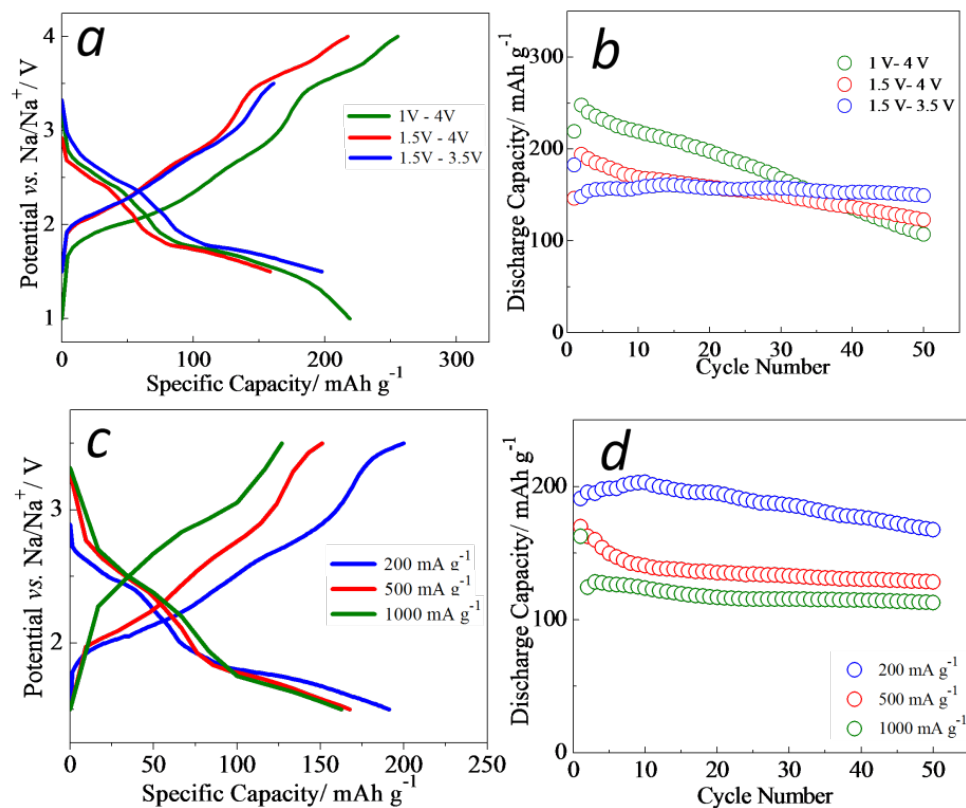 a
4
3
2
1
Potential vs. Na/Na⁺/ V
1V - 4V
1.5V - 4V
1.5V - 3.5V
0
100
200
300
Specific Capacity/ mAh g⁻¹
b
300
200
100
0
Discharge Capacity/ mAh g⁻¹
1 V- 4 V
1.5 V- 4 V
1.5 V- 3.5 V
0
10
20
30
40
50
Cycle Number
c
3
2
Potential vs. Na/Na⁺/ V
200 mA g⁻¹
500 mA g⁻¹
1000 mA g⁻¹
0
50
100
150
200
250
Specific Capacity/ mAh g⁻¹
d
200
100
0
Discharge Capacity/ mAh g⁻¹
200 mA g⁻¹
500 mA g⁻¹
1000 mA g⁻¹
0
10
20
30
40
50
Cycle Number